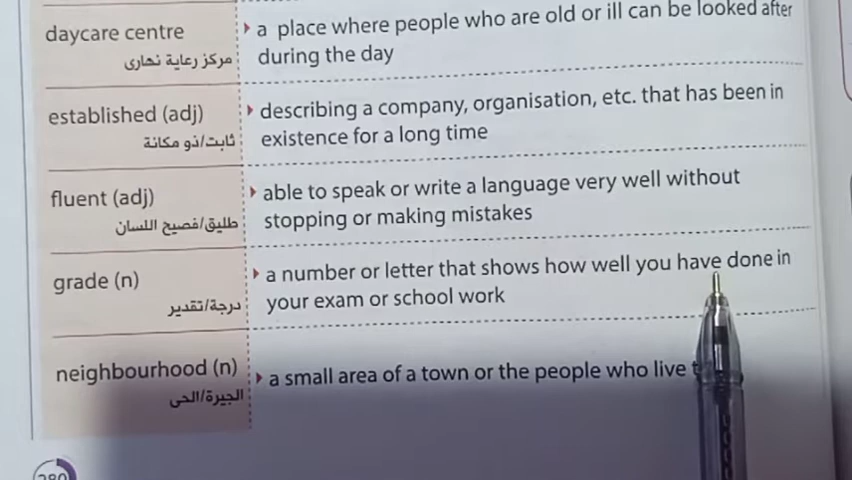 daycare centre
مركز رعاية نهارى
a place where people who are old or ill can be looked after
during the day
established (adj)
ثابت/ذو مكانة
describing a company, organisation, etc. that has been in
existence for a long time
fluent (adj)
طليق/فصيح اللسان
able to speak or write a language very well without
stopping or making mistakes
grade (n)
درجة/تقدير
a number or letter that shows how well you have done in
your exam or school work
neighbourhood (n)
الجيرة/الحى
a small area of a town or the people who live